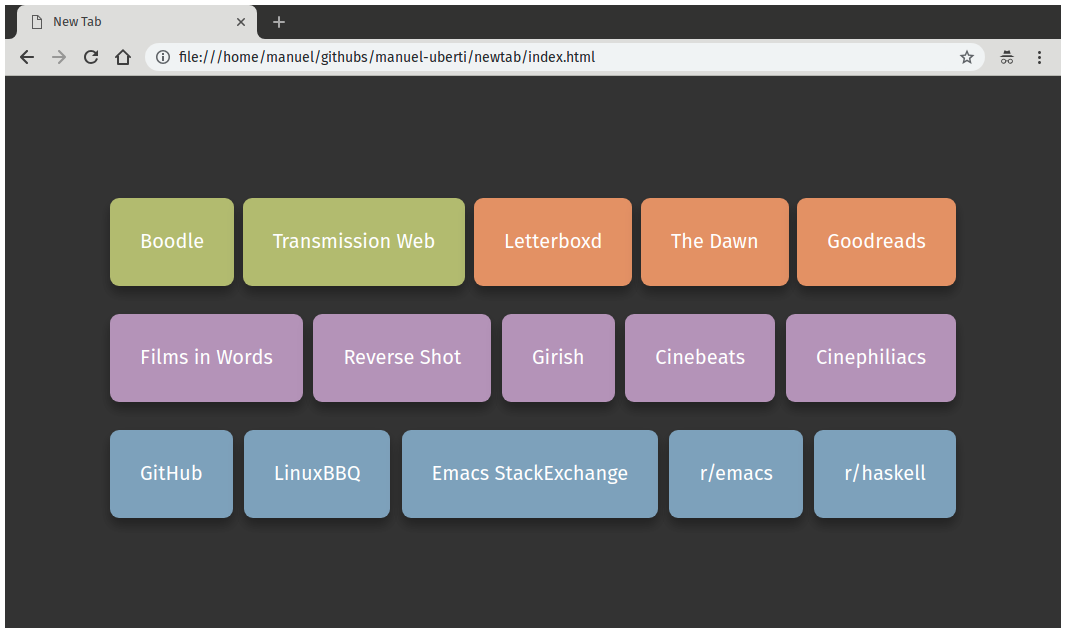 New Tab
file:///home/manuel/githubs/manuel-uberti/newtab/index.html
Boodle Transmission Web Letterboxd The Dawn Goodreads
Films in Words Reverse Shot Girish Cinebeats Cinephiliacs
GitHub LinuxBBQ Emacs StackExchange r/emacs r/haskell